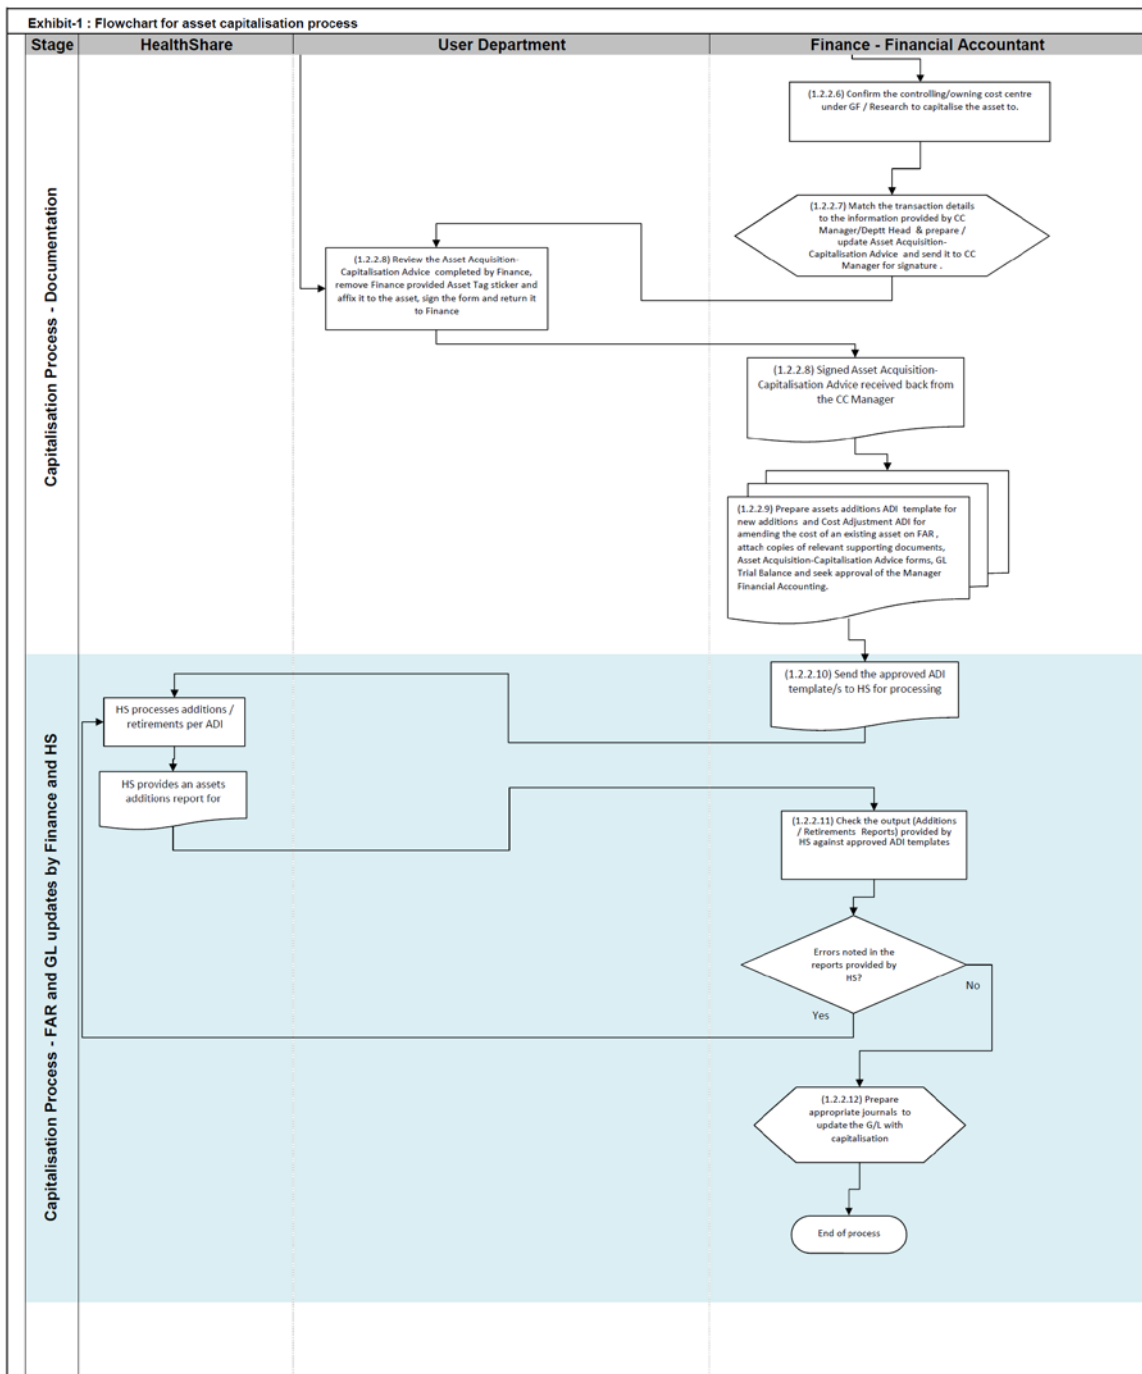 Exhibit-1 : Flowchart for asset capitalisation process
Stage
HealthShare
User Department
Finance - Financial Accountant
Capitalisation Process - Documentation
(1.2.2.6) Confirm the controlling/owning cost centre
under GF / Research to capitalise the asset to.
(1.2.2.7) Match the transaction details
to the information provided by CC
Manager/Deptt Head & prepare /
update Asset Acquisition-
Capitalisation Advice and send it to CC
Manager for signature .
(1.2.2.8) Review the Asset Acquisition-
Capitalisation Advice completed by Finance,
remove Finance provided Asset Tag sticker and
affix it to the asset, sign the form and return it
to Finance
(1.2.2.8) Signed Asset Acquisition-
Capitalisation Advice received back from
the CC Manager
(1.2.2.9) Prepare assets additions ADI template for
new additions and Cost Adjustment ADI for
amending the cost of an existing asset on FAR ,
attach copies of relevant supporting documents,
Asset Acquisition-Capitalisation Advice forms, GL
Trial Balance and seek approval of the Manager
Financial Accounting.
Capitalisation Process - FAR and GL updates by Finance and HS
(1.2.2.10) Send the approved ADI
template/s to HS for processing
HS processes additions /
retirements per ADI
HS provides an assets
additions report for
(1.2.2.11) Check the output (Additions
/ Retirements Reports) provided by
HS against approved ADI templates
Errors noted in the
reports provided by
HS?
No
Yes
(1.2.2.12) Prepare
appropriate journals to
update the G/L with
capitalisation
End of process